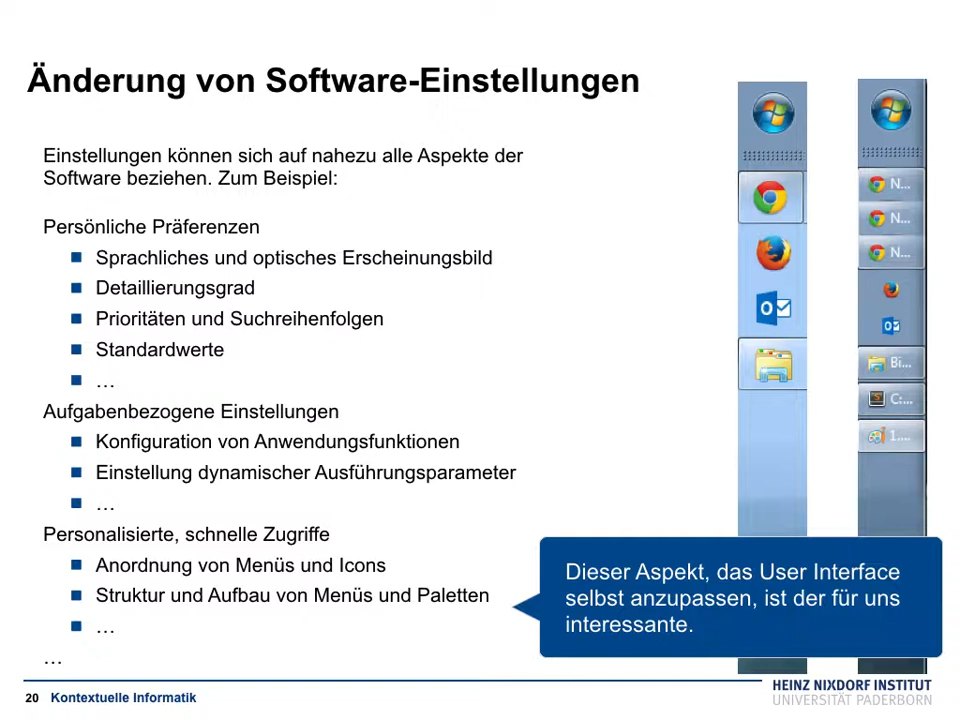 Änderung von Software-Einstellungen
Einstellungen können sich auf nahezu alle Aspekte der
Software beziehen. Zum Beispiel:
Persönliche Präferenzen
Sprachliches und optisches Erscheinungsbild
Detaillierungsgrad
Prioritäten und Suchreihenfolgen
Standardwerte
…
Aufgabenbezogene Einstellungen
Konfiguration von Anwendungsfunktionen
Einstellung dynamischer Ausführungsparameter
…
Personalisierte, schnelle Zugriffe
Anordnung von Menüs und Icons
Struktur und Aufbau von Menüs und Paletten
…
…
N...
N...
N...
Bi...
C:...
1....
Dieser Aspekt, das User Interface
selbst anzupassen, ist der für uns
interessante.
20 Kontextuelle Informatik
HEINZ NIXDORF INSTITUT
UNIVERSITÄT PADERBORN